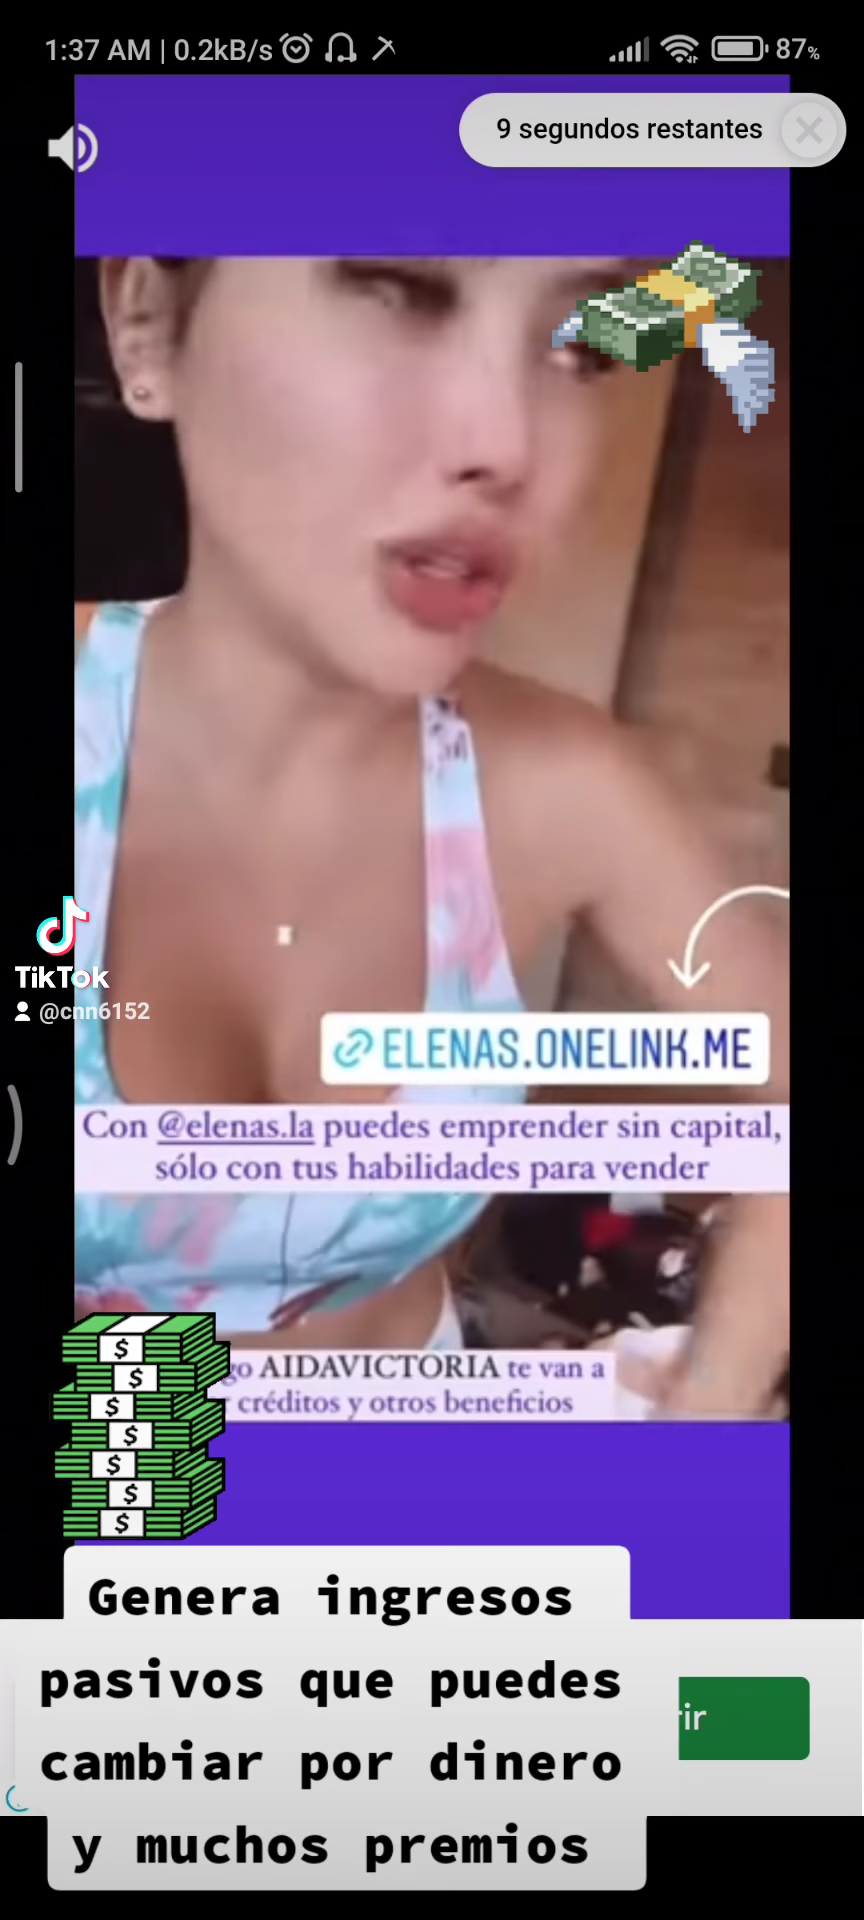 1:37 AM | 0.2kB/s
87%
9 segundos restantes
TikTok
@cnn6152
ELENAS.ONELINK.ME
Con @elenas.la puedes emprender sin capital,
sólo con tus habilidades para vender
AIDAVICTORIA te van a
créditos y otros beneficios
$
$
$
$
$
$
$
Genera ingresos
pasivos que puedes
cambiar por dinero
y muchos premios